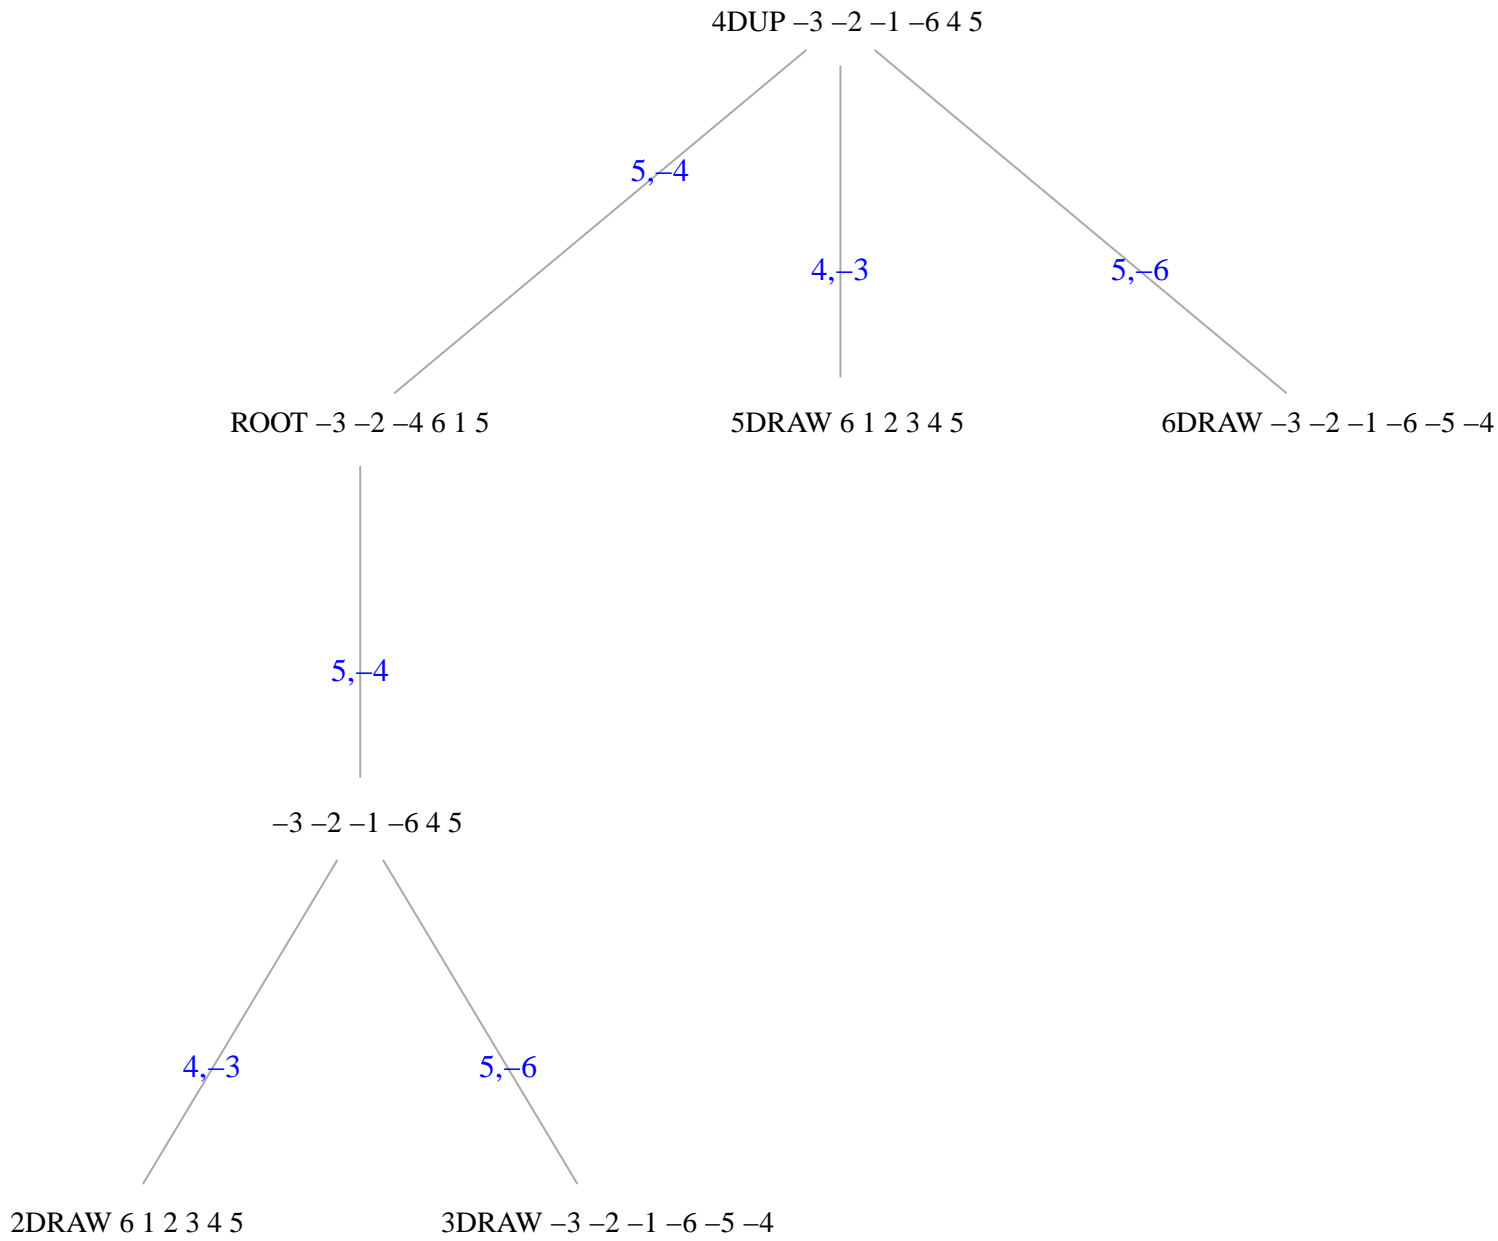 4DUP –3 –2 –1 –6 4 5
5,–4
4,–3
5,–6
ROOT –3 –2 –4 6 1 5
5DRAW 6 1 2 3 4 5
6DRAW –3 –2 –1 –6 –5 –4
5,–4
–3 –2 –1 –6 4 5
4,–3
5,–6
2DRAW 6 1 2 3 4 5
3DRAW –3 –2 –1 –6 –5 –4